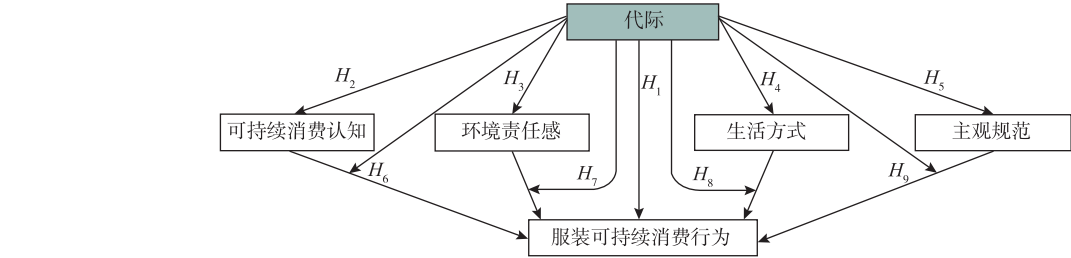 代际
H2
H3
H1
H4
H5
可持续消费认知
环境责任感
生活方式
主观规范
H6
H7
H8
H9
服装可持续消费行为